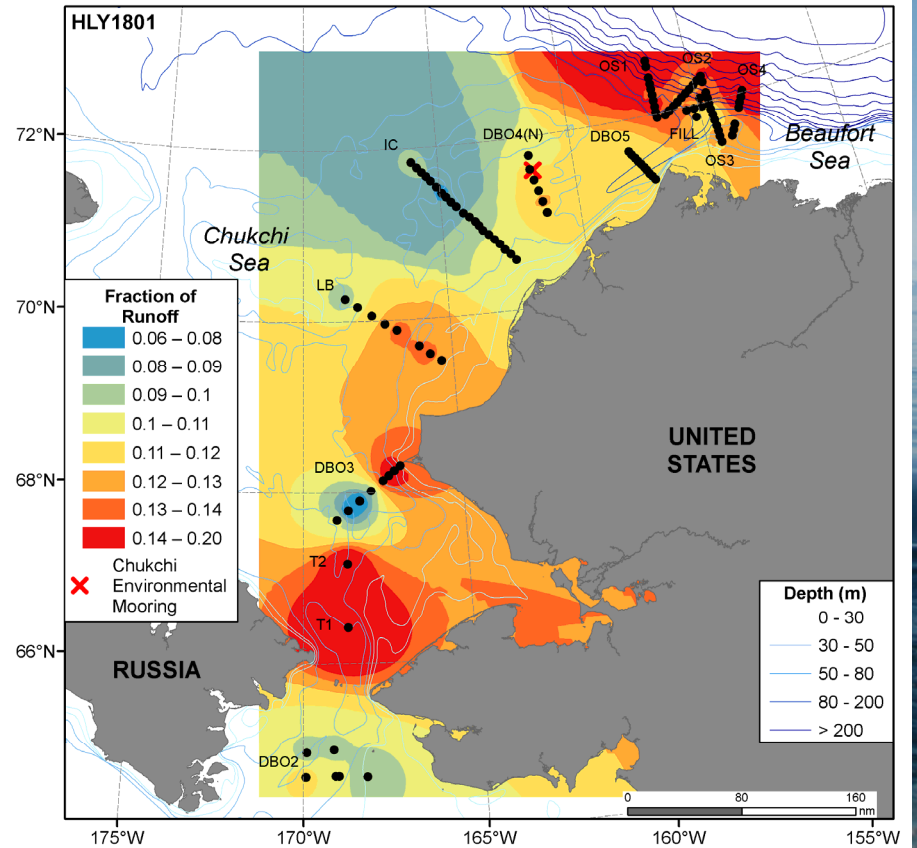 HLY1801
OS1
OS2
OS4
72°N
IC
DBO4(N)
DBO5
FILL
OS3
Beaufort
Sea
Chukchi
Sea
LB
70°N
Fraction of
Runoff
0.06 – 0.08
0.08 – 0.09
0.09 – 0.1
0.1 – 0.11
0.11 – 0.12
0.12 – 0.13
0.13 – 0.14
0.14 – 0.20
Chukchi
Environmental
Mooring
UNITED
STATES
DBO3
68°N
T2
T1
66°N
RUSSIA
DBO2
Depth (m)
0 - 30
30 - 50
50 - 80
80 - 200
> 200
0 80 160
nm
175°W 170°W 165°W 160°W 155°W